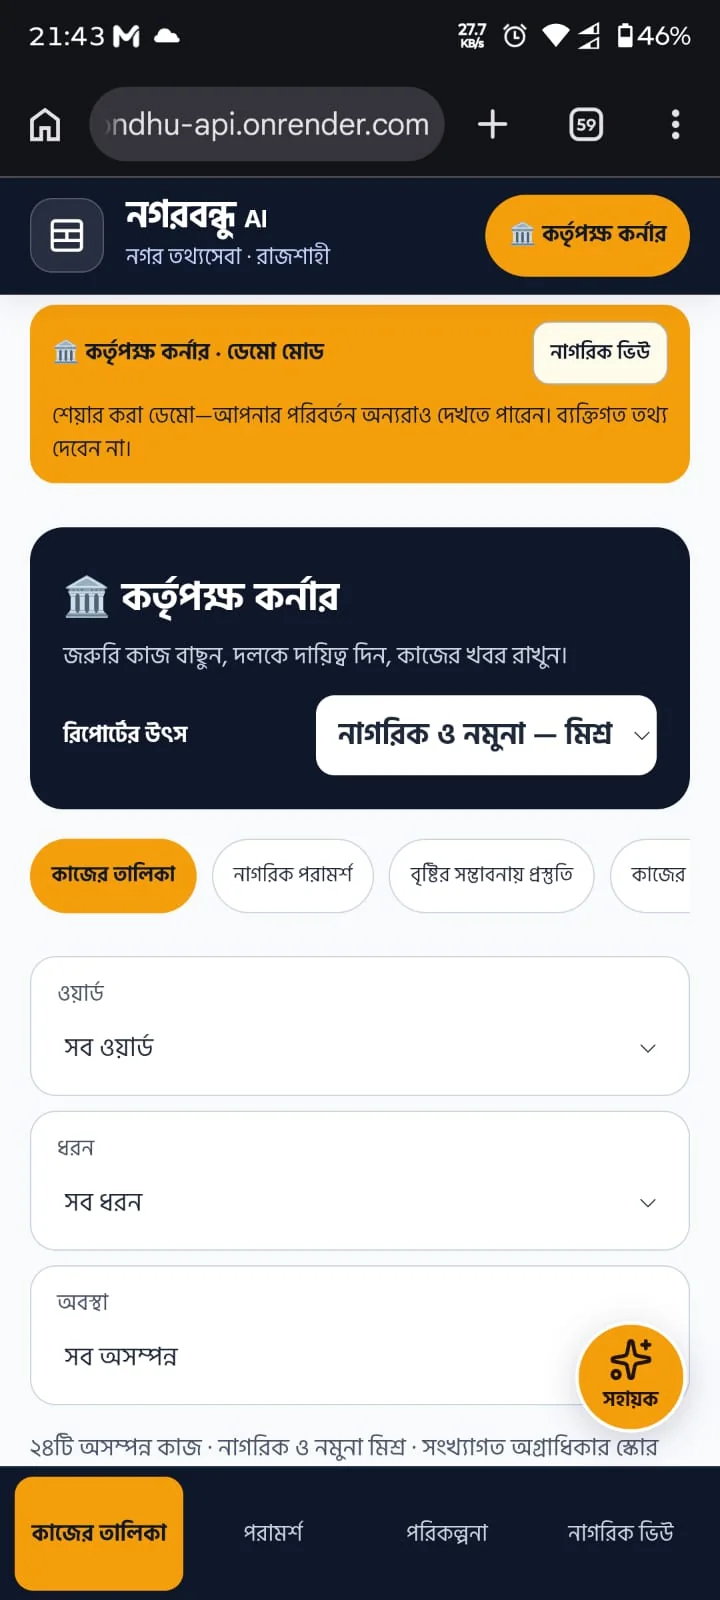 21:43
27.7
KB/s
46%
ondhu-api.onrender.com
59
নগরবন্ধু AI
নগর তথ্যসেবা · রাজশাহী
কর্তৃপক্ষ কর্নার
কর্তৃপক্ষ কর্নার · ডেমো মোড
নাগরিক ভিউ
শেয়ার করা ডেমো—আপনার পরিবর্তন অন্যরাও দেখতে পারেন। ব্যক্তিগত তথ্য
দেবেন না।
কর্তৃপক্ষ কর্নার
জরুরি কাজ বাছুন, দলকে দায়িত্ব দিন, কাজের খবর রাখুন।
রিপোর্টের উৎস
নাগরিক ও নমুনা — মিশ্র
কাজের তালিকা
নাগরিক পরামর্শ
বৃষ্টির সম্ভাবনায় প্রস্তুতি
কাজের
ওয়ার্ড
সব ওয়ার্ড
ধরন
সব ধরন
অবস্থা
সব অসম্পন্ন
সহায়ক
২৪টি অসম্পন্ন কাজ · নাগরিক ও নমুনা মিশ্র · সংখ্যাগত অগ্রাধিকার স্কোর
কাজের তালিকা
পরামর্শ
পরিকল্পনা
নাগরিক ভিউ